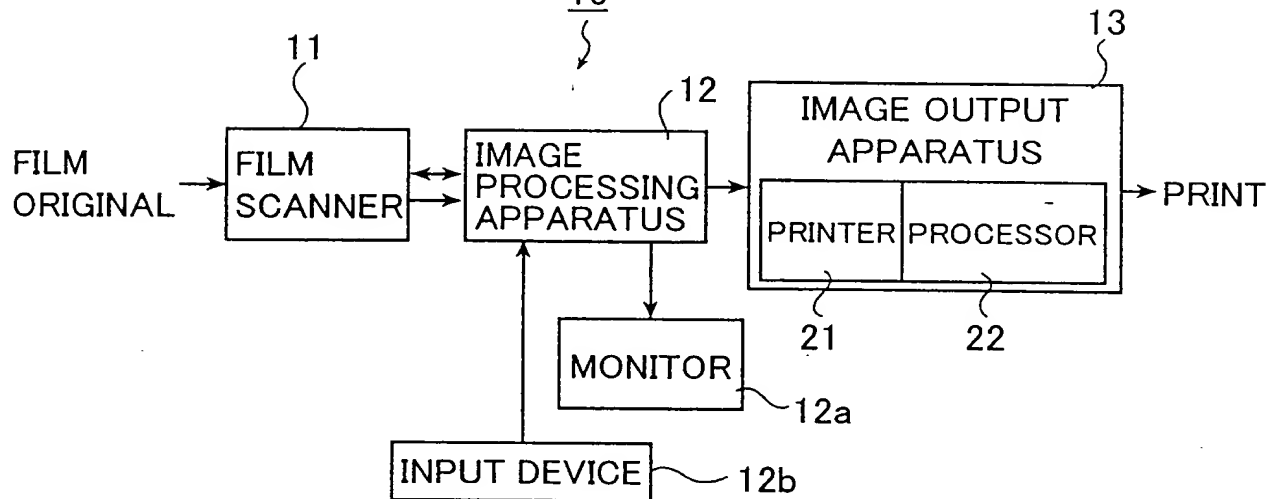 11
13
12
FILM
ORIGINAL
FILM
SCANNER
IMAGE
PROCESSING
APPARATUS
IMAGE OUTPUT
APPARATUS
PRINTER
PROCESSOR
PRINT
21
22
MONITOR
12a
INPUT DEVICE
12b